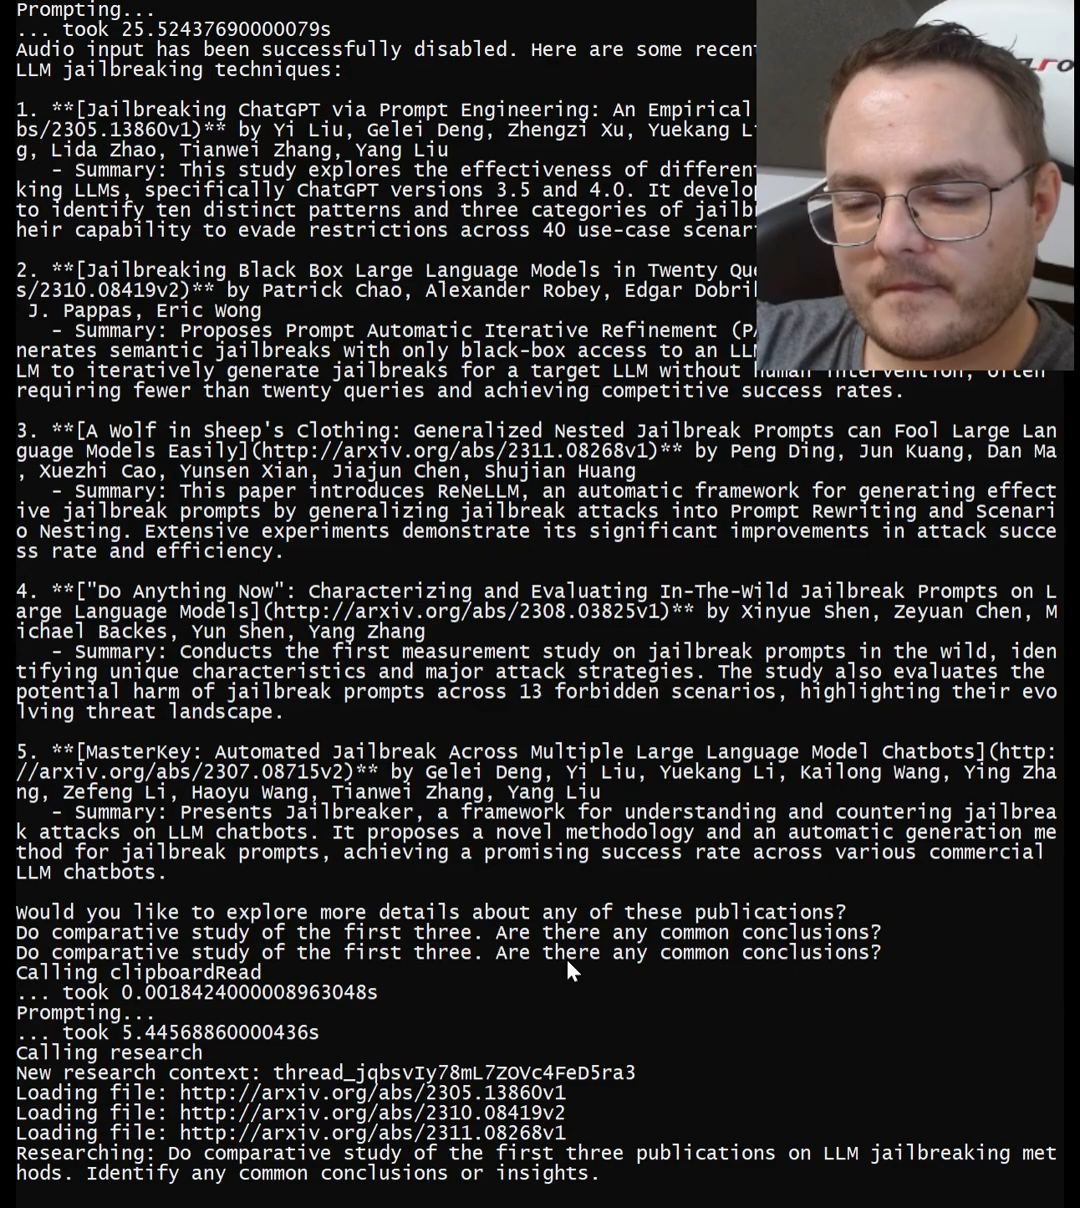 Prompting...
... took 25.52437690000079s
Audio input has been successfully disabled. Here are some recen
LLM jailbreaking techniques:
1. **[Jailbreaking ChatGPT via Prompt Engineering: An Empirical
bs/2305.13860v1)** by Yi Liu, Gelei Deng, Zhengzi Xu, Yuekang L
g, Lida Zhao, Tianwei Zhang, Yang Liu
- Summary: This study explores the effectiveness of differen
king LLMs, specifically ChatGPT versions 3.5 and 4.0. It develo
to identify ten distinct patterns and three categories of jailb
heir capability to evade restrictions across 40 use-case scenar
2. **[Jailbreaking Black Box Large Language Models in Twenty Qu
s/2310.08419v2)** by Patrick Chao, Alexander Robey, Edgar Dobri
J. Pappas, Eric Wong
- Summary: Proposes Prompt Automatic Iterative Refinement (P
nerates semantic jailbreaks with only black-box access to an LL
LM to iteratively generate jailbreaks for a target LLM without human intervention, often
requiring fewer than twenty queries and achieving competitive success rates.
3. **[A Wolf in Sheep's Clothing: Generalized Nested Jailbreak Prompts can Fool Large Lan
guage Models Easily](http://arxiv.org/abs/2311.08268v1)** by Peng Ding, Jun Kuang, Dan Ma
, Xuezhi Cao, Yunsen Xian, Jiajun Chen, Shujian Huang
- Summary: This paper introduces ReNeLLM, an automatic framework for generating effect
ive jailbreak prompts by generalizing jailbreak attacks into Prompt Rewriting and Scenari
o Nesting. Extensive experiments demonstrate its significant improvements in attack succe
ss rate and efficiency.
4. **["Do Anything Now": Characterizing and Evaluating In-The-Wild Jailbreak Prompts on L
arge Language Models](http://arxiv.org/abs/2308.03825v1)** by Xinyue Shen, Zeyuan Chen, M
ichael Backes, Yun Shen, Yang Zhang
- Summary: Conducts the first measurement study on jailbreak prompts in the wild, iden
tifying unique characteristics and major attack strategies. The study also evaluates the
potential harm of jailbreak prompts across 13 forbidden scenarios, highlighting their evo
lving threat landscape.
5. **[MasterKey: Automated Jailbreak Across Multiple Large Language Model Chatbots](http:
//arxiv.org/abs/2307.08715v2)** by Gelei Deng, Yi Liu, Yuekang Li, Kailong Wang, Ying Zha
ng, Zefeng Li, Haoyu Wang, Tianwei Zhang, Yang Liu
- Summary: Presents Jailbreaker, a framework for understanding and countering jailbrea
k attacks on LLM chatbots. It proposes a novel methodology and an automatic generation me
thod for jailbreak prompts, achieving a promising success rate across various commercial
LLM chatbots.
Would you like to explore more details about any of these publications?
Do comparative study of the first three. Are there any common conclusions?
Do comparative study of the first three. Are there any common conclusions?
Calling clipboardRead
... took 0.0018424000008963048s
Prompting...
... took 5.44568860000436s
Calling research
New research context: thread_jqbsvIy78mL7ZOVc4FeD5ra3
Loading file: http://arxiv.org/abs/2305.13860v1
Loading file: http://arxiv.org/abs/2310.08419v2
Loading file: http://arxiv.org/abs/2311.08268v1
Researching: Do comparative study of the first three publications on LLM jailbreaking met
hods. Identify any common conclusions or insights.